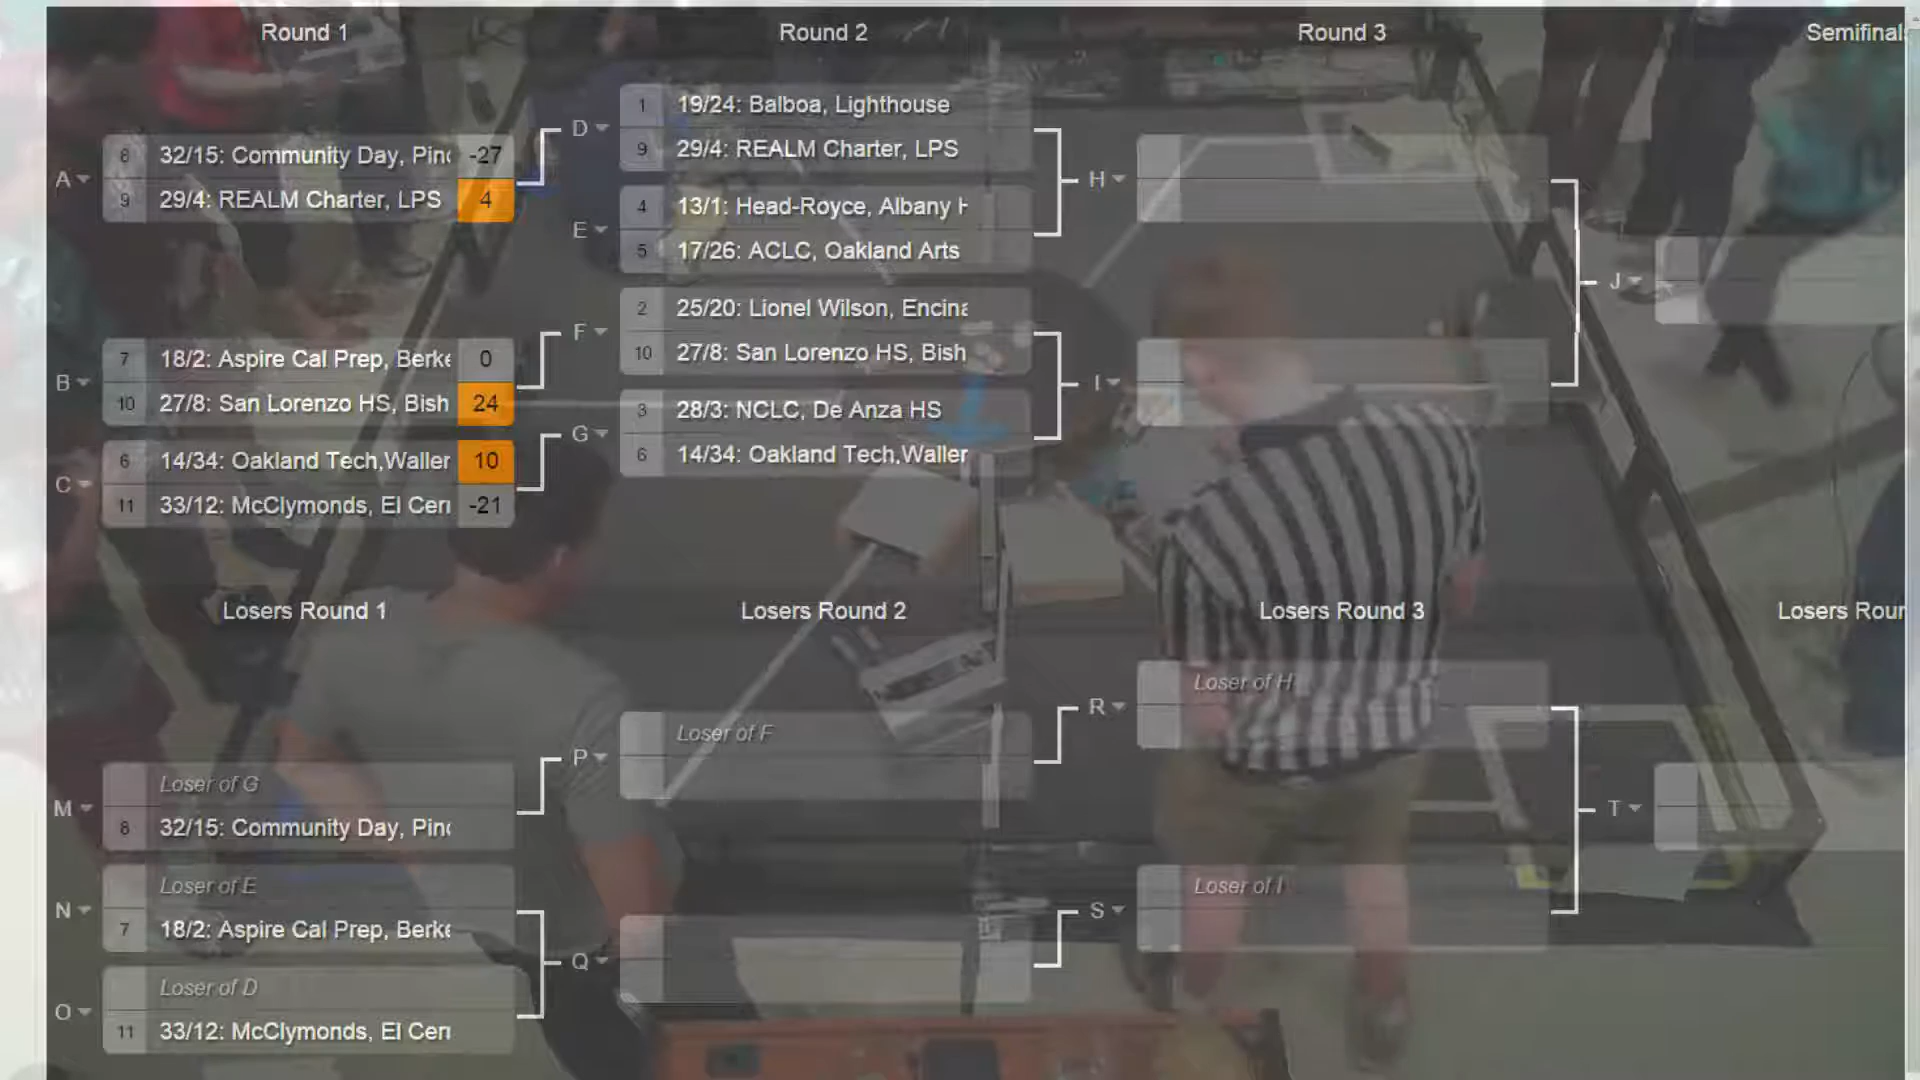 Round 1
Round 2
Round 3
Semifinals
A
8 32/15: Community Day, Pin -27
9 29/4: REALM Charter, LPS 4
B
7 18/2: Aspire Cal Prep, Berke 0
10 27/8: San Lorenzo HS, Bish 24
C
6 14/34: Oakland Tech,Waller 10
11 33/12: McClymonds, El Cerr -21
D
1 19/24: Balboa, Lighthouse
9 29/4: REALM Charter, LPS
E
4 13/1: Head-Royce, Albany H
5 17/26: ACLC, Oakland Arts
F
2 25/20: Lionel Wilson, Encina
10 27/8: San Lorenzo HS, Bish
G
3 28/3: NCLC, De Anza HS
6 14/34: Oakland Tech,Waller
H
I
J
Losers Round 1
Losers Round 2
Losers Round 3
Losers Roun
M
Loser of G
8 32/15: Community Day, Pin
N
Loser of E
7 18/2: Aspire Cal Prep, Berke
O
Loser of D
11 33/12: McClymonds, El Cerr
P
Loser of F
Q
R
Loser of H
S
Loser of I
T